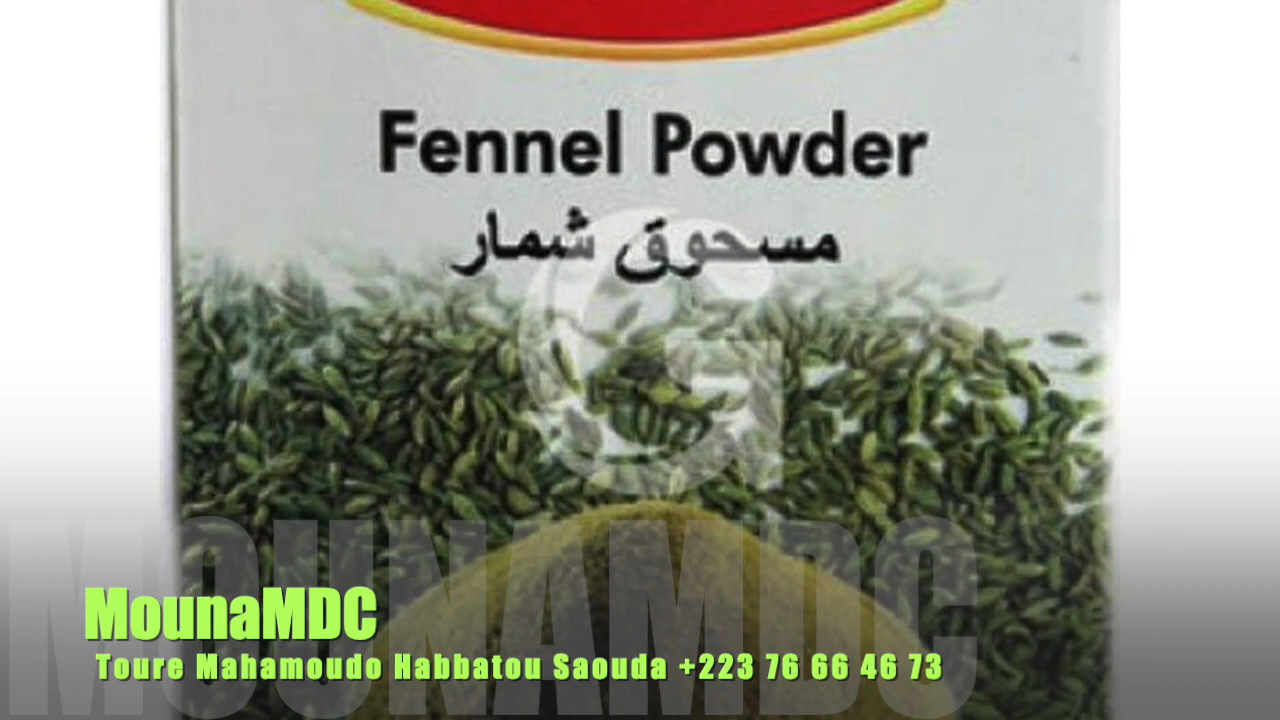 Fennel Powder
مسحوق شمار
MOUNAMDC
MounaMDC
Toure Mahamoudo Habbatou Saouda +223 76 66 46 73